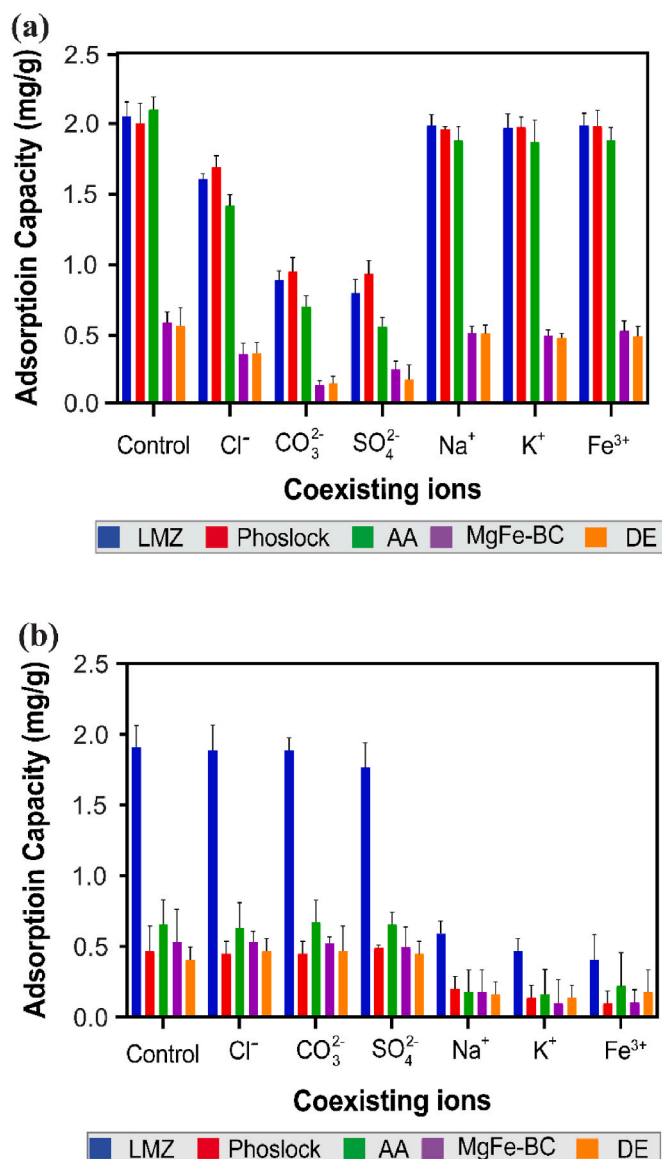 (a)
Adsorptioin Capacity (mg/g)
2.5
2.0
1.5
1.0
0.5
0.0
Control Cl⁻ CO₃²⁻ SO₄²⁻ Na⁺ K⁺ Fe³⁺
Coexisting ions
LMZ Phoslock AA MgFe-BC DE
(b)
Adsorptioin Capacity (mg/g)
2.5
2.0
1.5
1.0
0.5
0.0
Control Cl⁻ CO₃²⁻ SO₄²⁻ Na⁺ K⁺ Fe³⁺
Coexisting ions
LMZ Phoslock AA MgFe-BC DE